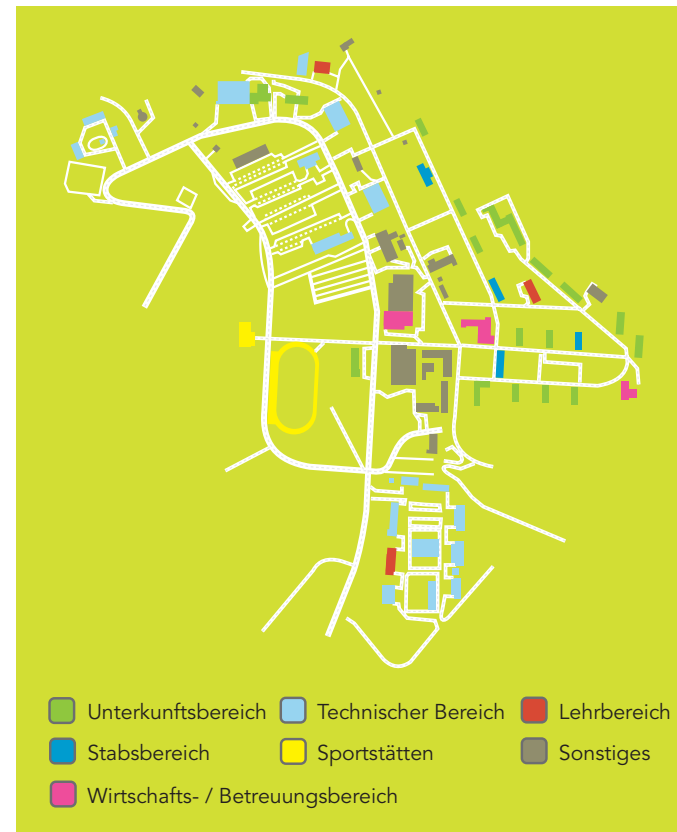 Unterkunftsbereich Technischer Bereich Lehrbereich
Stabsbereich Sportstätten Sonstiges
Wirtschafts- / Betreuungsbereich